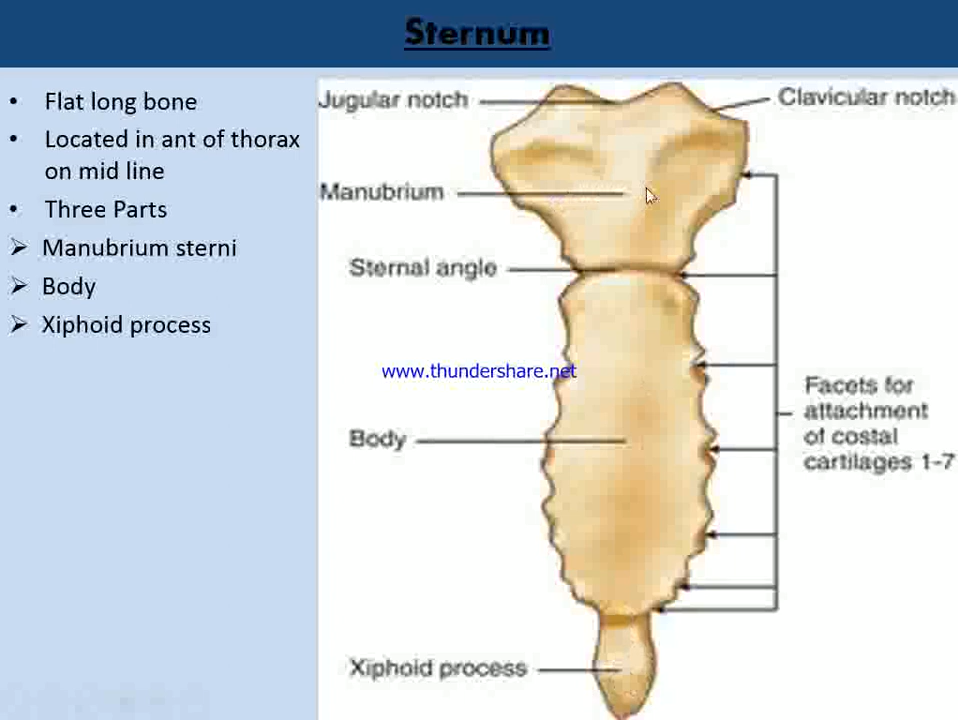 Sternum
• Flat long bone
• Located in ant of thorax
on mid line
• Three Parts
➢ Manubrium sterni
➢ Body
➢ Xiphoid process
Jugular notch
Clavicular notch
Manubrium
Sternal angle
www.thundershare.net
Facets for
attachment
of costal
cartilages 1-7
Body
Xiphoid process